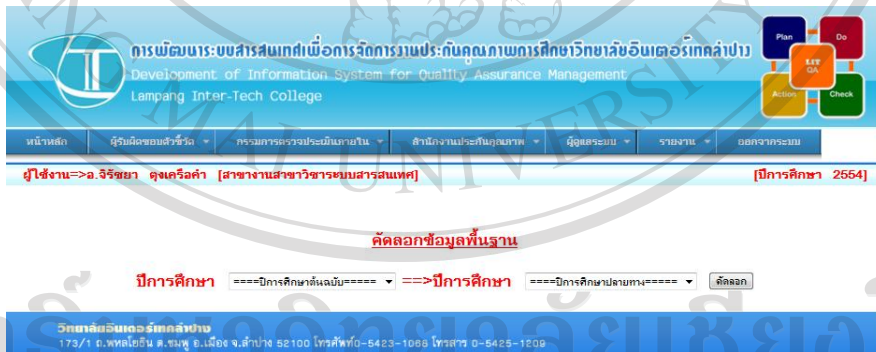 การพัฒนาระบบสารสนเทศเพื่อการจัดการงานประกันคุณภาพการศึกษาวิทยาลัยอินเตอร์เทคลำปาง
Development of Information System for Quality Assurance Management
Lampang Inter-Tech College
Plan Do
LIT QA
Action Check
หน้าหลัก ผู้รับผิดชอบตัวชี้วัด กรรมการตรวจประเมินภายใน สำนักงานประกันคุณภาพ ผู้ดูแลระบบ รายงาน ออกจากระบบ
ผู้ใช้งาน=>อ.จิรัชยา ตุงเครือคำ [สาขางานสาขาวิชาระบบสารสนเทศ] [ปีการศึกษา 2554]
คัดลอกข้อมูลพื้นฐาน
ปีการศึกษา ====ปีการศึกษาต้นฉบับ===== ==>ปีการศึกษา ====ปีการศึกษาปลายทาง===== คัดลอก
วิทยาลัยอินเตอร์เทคลำปาง
173/1 ถ.พหลโยธิน ต.ชมพู อ.เมือง จ.ลำปาง 52100 โทรศัพท์0-5423-1068 โทรสาร 0-5425-1209